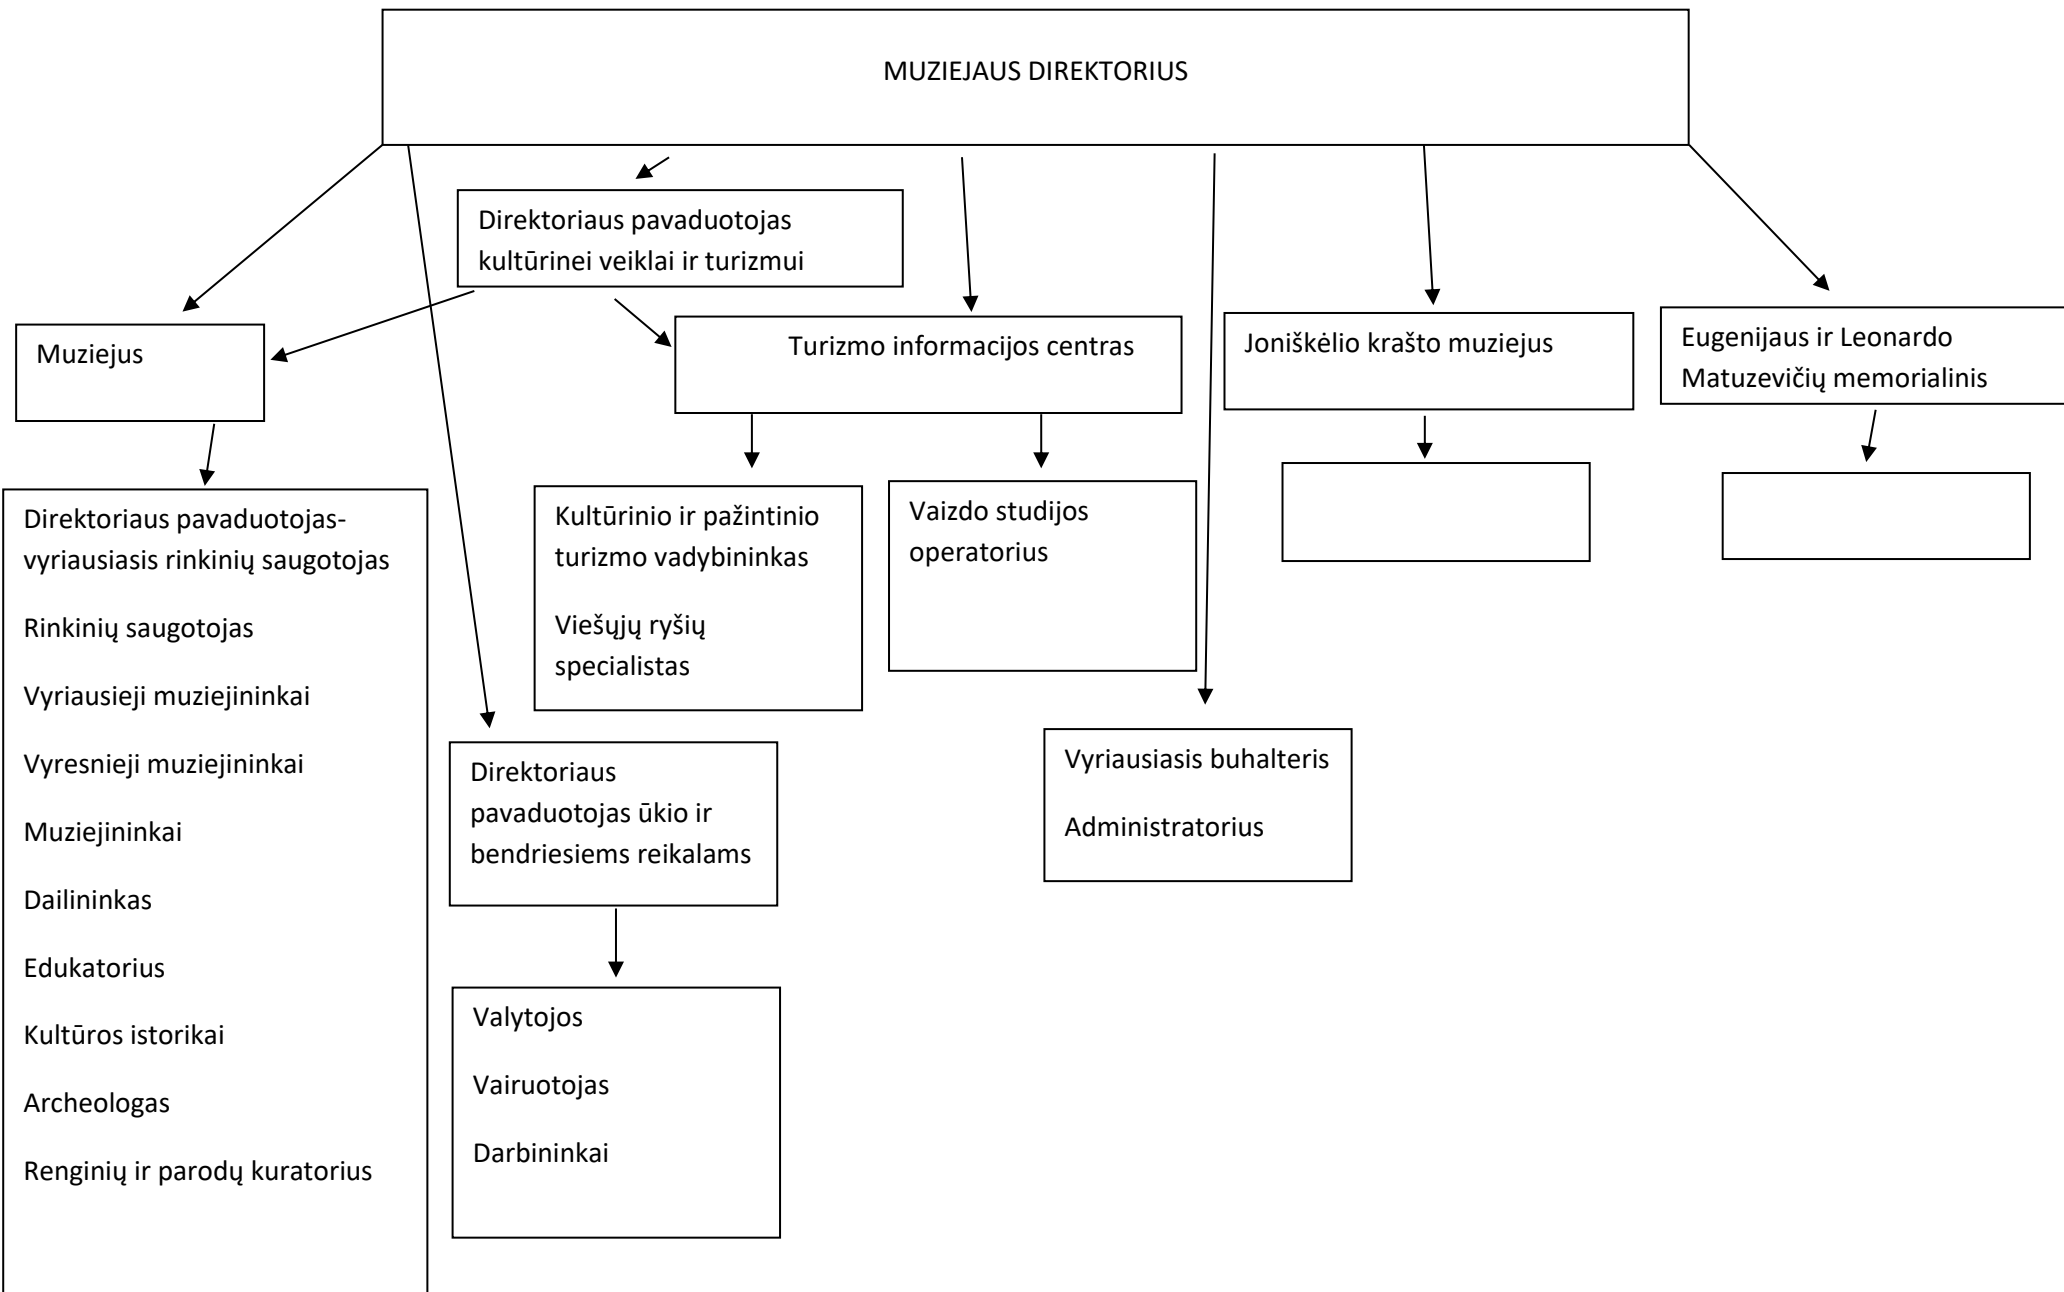 MUZIEJAUS DIREKTORIUS
Direktoriaus pavaduotojas
kultūrinei veiklai ir turizmui
Muziejus
Turizmo informacijos centras
Joniškėlio krašto muziejus
Eugenijaus ir Leonardo
Matuzevičių memorialinis
Direktoriaus pavaduotojas-
vyriausiasis rinkinių saugotojas
Rinkinių saugotojas
Vyriausieji muziejininkai
Vyresnieji muziejininkai
Muziejininkai
Dailininkas
Edukatorius
Kultūros istorikai
Archeologas
Renginių ir parodų kuratorius
Kultūrinio ir pažintinio
turizmo vadybininkas
Viešųjų ryšių
specialistas
Vaizdo studijos
operatorius
Direktoriaus
pavaduotojas ūkio ir
bendriesiems reikalams
Vyriausiasis buhalteris
Administratorius
Valytojos
Vairuotojas
Darbininkai